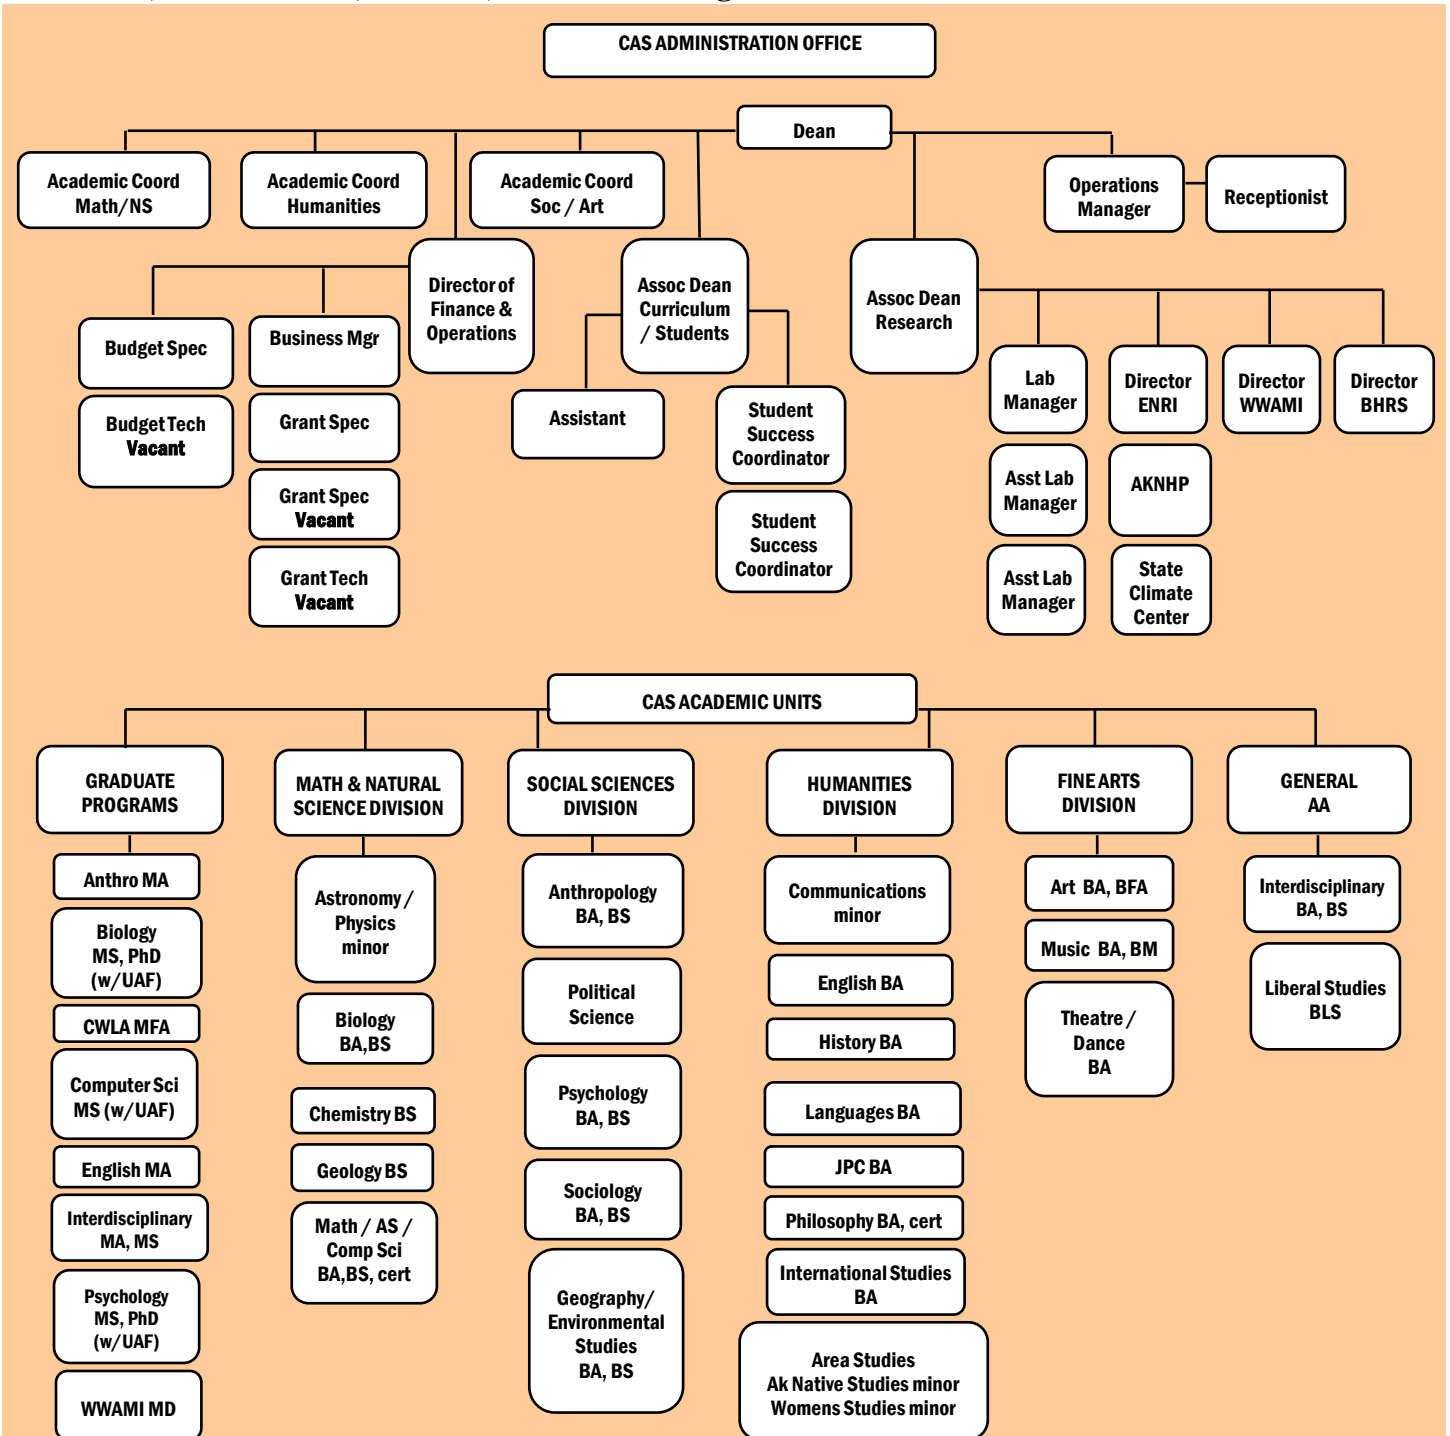 CAS ADMINISTRATION OFFICE
Dean
Academic Coord
Math/NS
Academic Coord
Humanities
Academic Coord
Soc / Art
Operations
Manager
Receptionist
Director of
Finance &
Operations
Assoc Dean
Curriculum
/ Students
Assoc Dean
Research
Budget Spec
Budget Tech
Vacant
Business Mgr
Grant Spec
Grant Spec
Vacant
Grant Tech
Vacant
Assistant
Student
Success
Coordinator
Student
Success
Coordinator
Lab
Manager
Asst Lab
Manager
Asst Lab
Manager
Director
ENRI
AKNHP
State
Climate
Center
Director
WWAMI
Director
BHRS
CAS ACADEMIC UNITS
GRADUATE
PROGRAMS
Anthro MA
Biology
MS, PhD
(w/UAF)
CWLA MFA
Computer Sci
MS (w/UAF)
English MA
Interdisciplinary
MA, MS
Psychology
MS, PhD
(w/UAF)
WWAMI MD
MATH & NATURAL
SCIENCE DIVISION
Astronomy /
Physics
minor
Biology
BA,BS
Chemistry BS
Geology BS
Math / AS /
Comp Sci
BA,BS, cert
SOCIAL SCIENCES
DIVISION
Anthropology
BA, BS
Political
Science
Psychology
BA, BS
Sociology
BA, BS
Geography/
Environmental
Studies
BA, BS
HUMANITIES
DIVISION
Communications
minor
English BA
History BA
Languages BA
JPC BA
Philosophy BA, cert
International Studies
BA
Area Studies
Ak Native Studies minor
Womens Studies minor
FINE ARTS
DIVISION
Art BA, BFA
Music BA, BM
Theatre /
Dance
BA
GENERAL
AA
Interdisciplinary
BA, BS
Liberal Studies
BLS